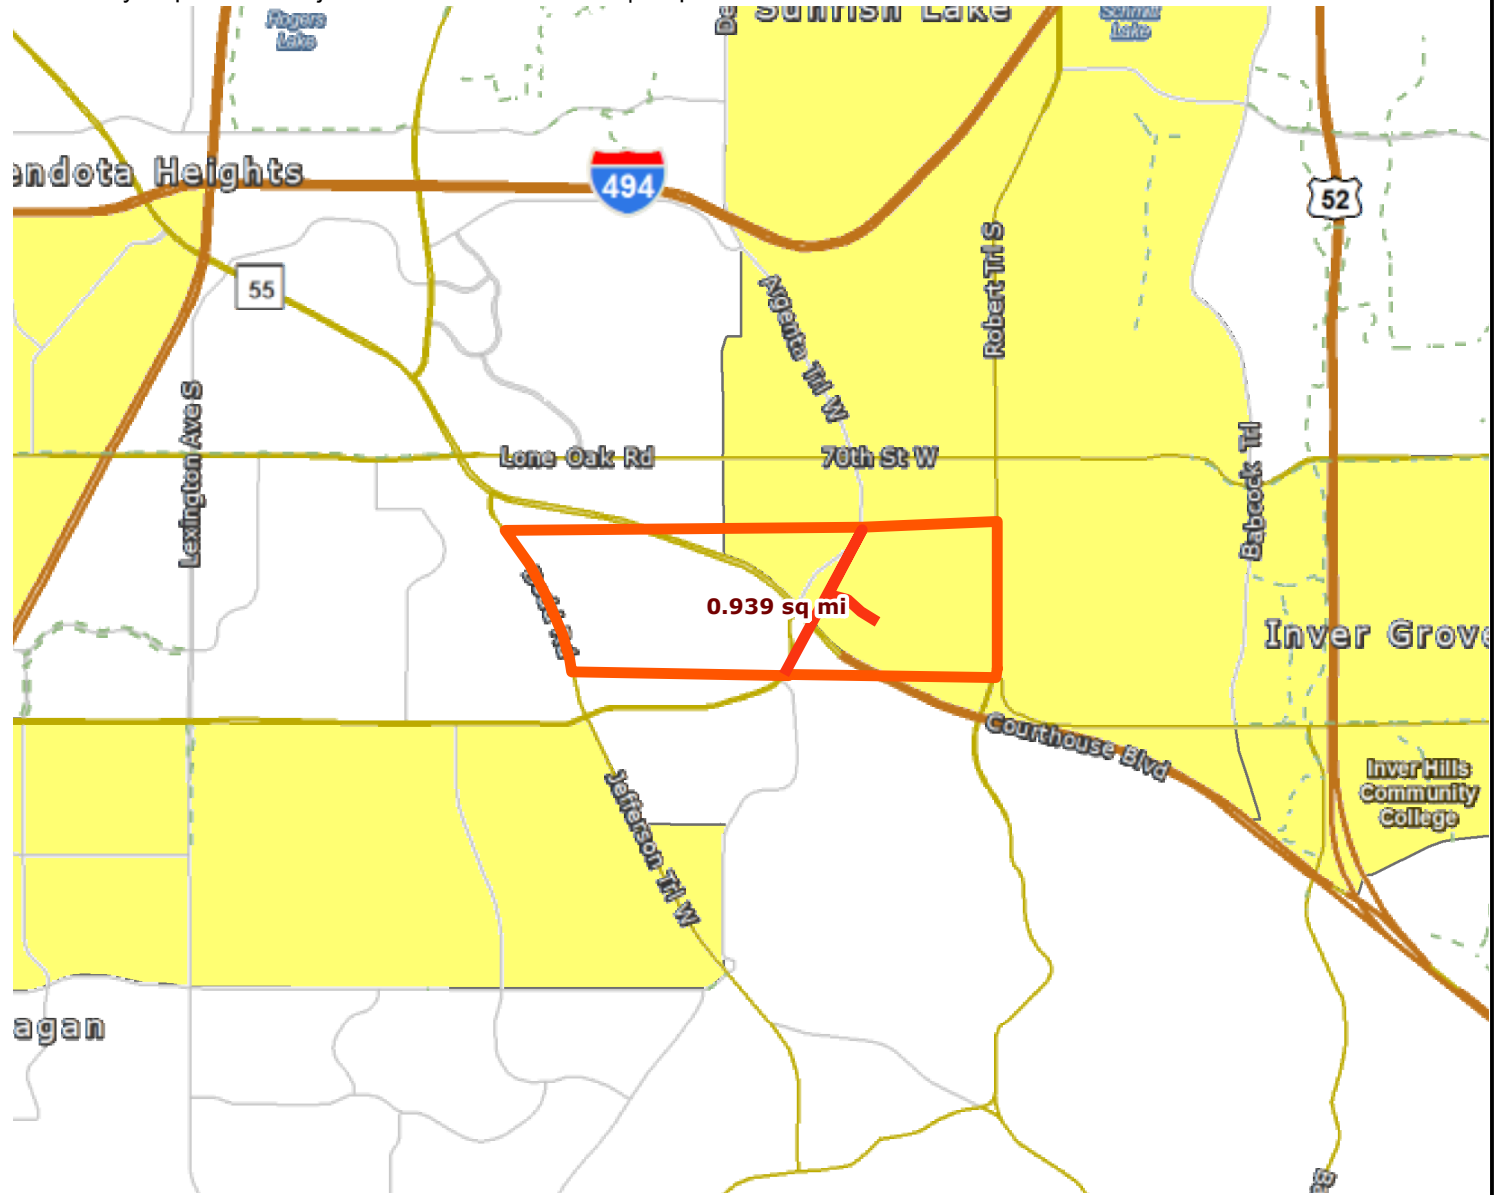 Rogers
Lake
Sunfish Lake
Schmitt
Lake
endota Heights
494
52
55
Argenta Trl W
Robert Trl S
Lexington Ave S
Lone Oak Rd
70th St W
Babcock Trl
Dodd Rd
0.939 sq mi
Inver Grove
Courthouse Blvd
Jefferson Trl W
Inver Hills
Community
College
agan